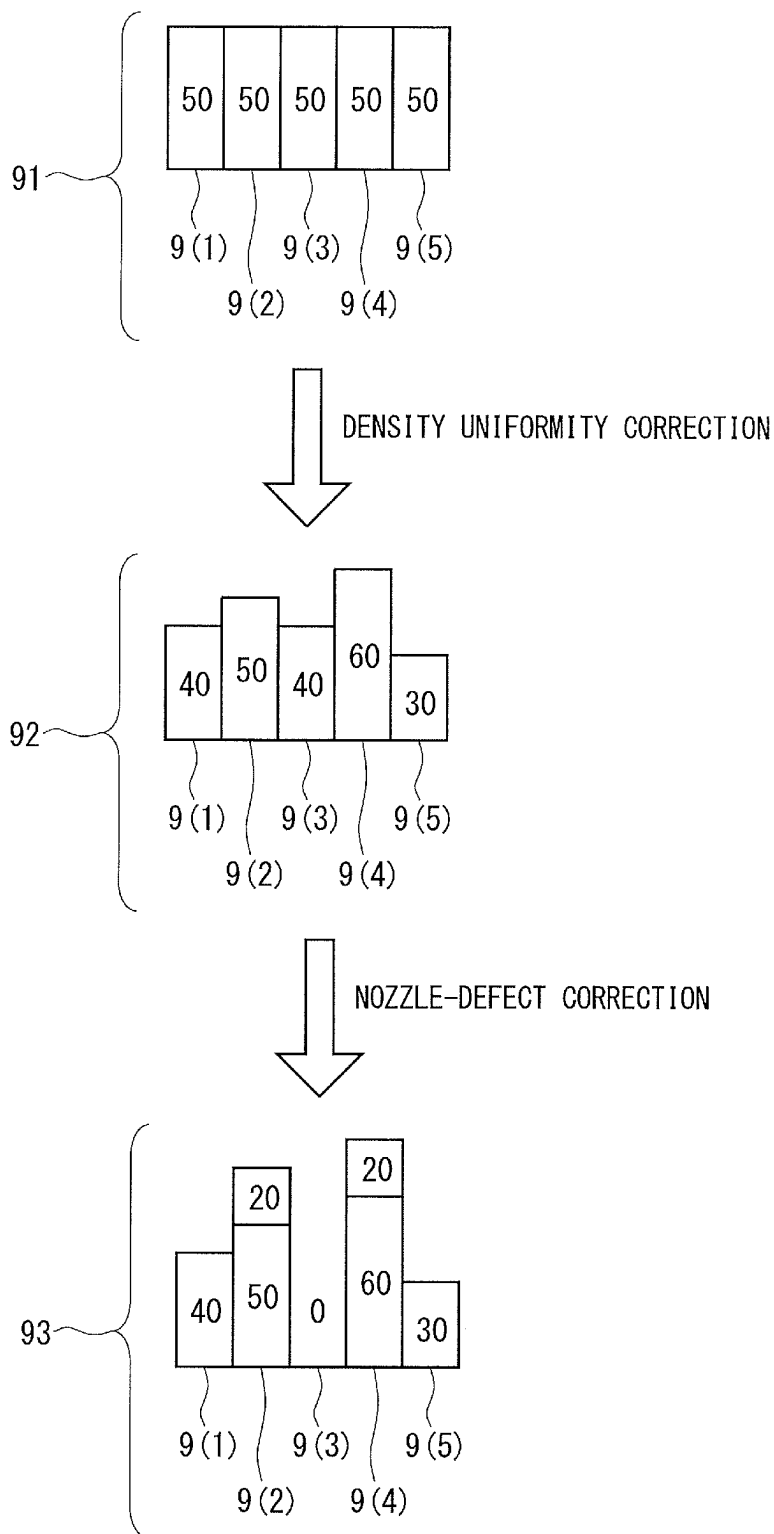 50 50 50 50 50
91
9(1) 9(3) 9(5)
9(2) 9(4)
DENSITY UNIFORMITY CORRECTION
40 50 40 60 30
92
9(1) 9(3) 9(5)
9(2) 9(4)
NOZZLE-DEFECT CORRECTION
20 20
40 50 0 60 30
93
9(1) 9(3) 9(5)
9(2) 9(4)